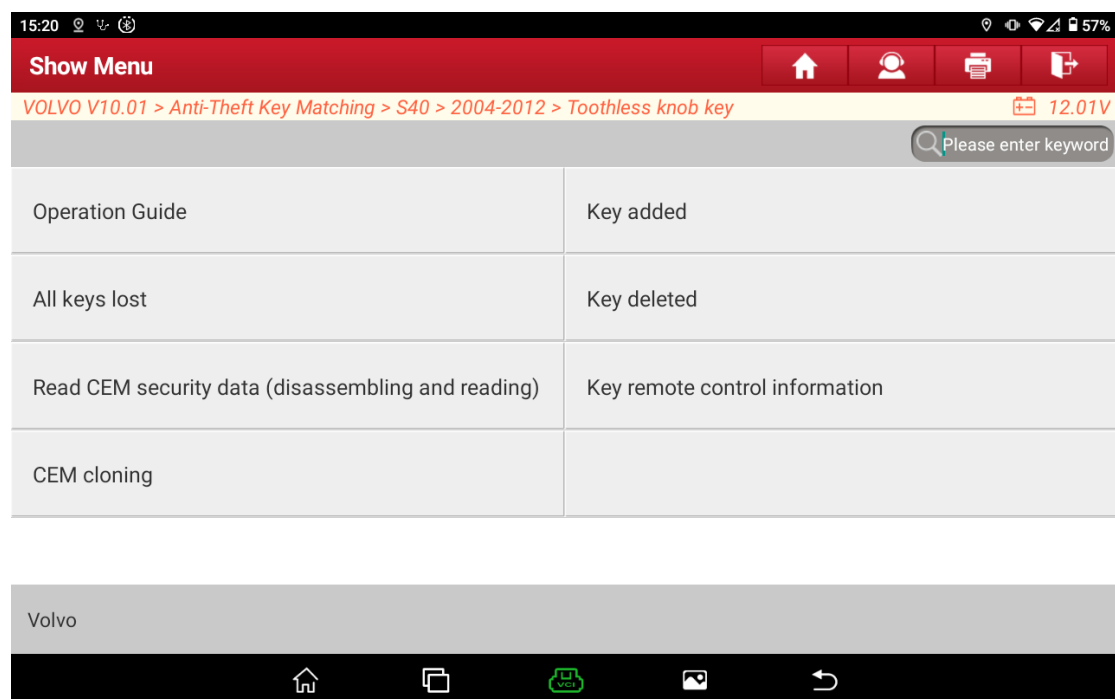 15:20
57%
Show Menu
VOLVO V10.01 > Anti-Theft Key Matching > S40 > 2004-2012 > Toothless knob key
12.01V
Please enter keyword
Operation Guide
Key added
All keys lost
Key deleted
Read CEM security data (disassembling and reading)
Key remote control information
CEM cloning
Volvo
VCI